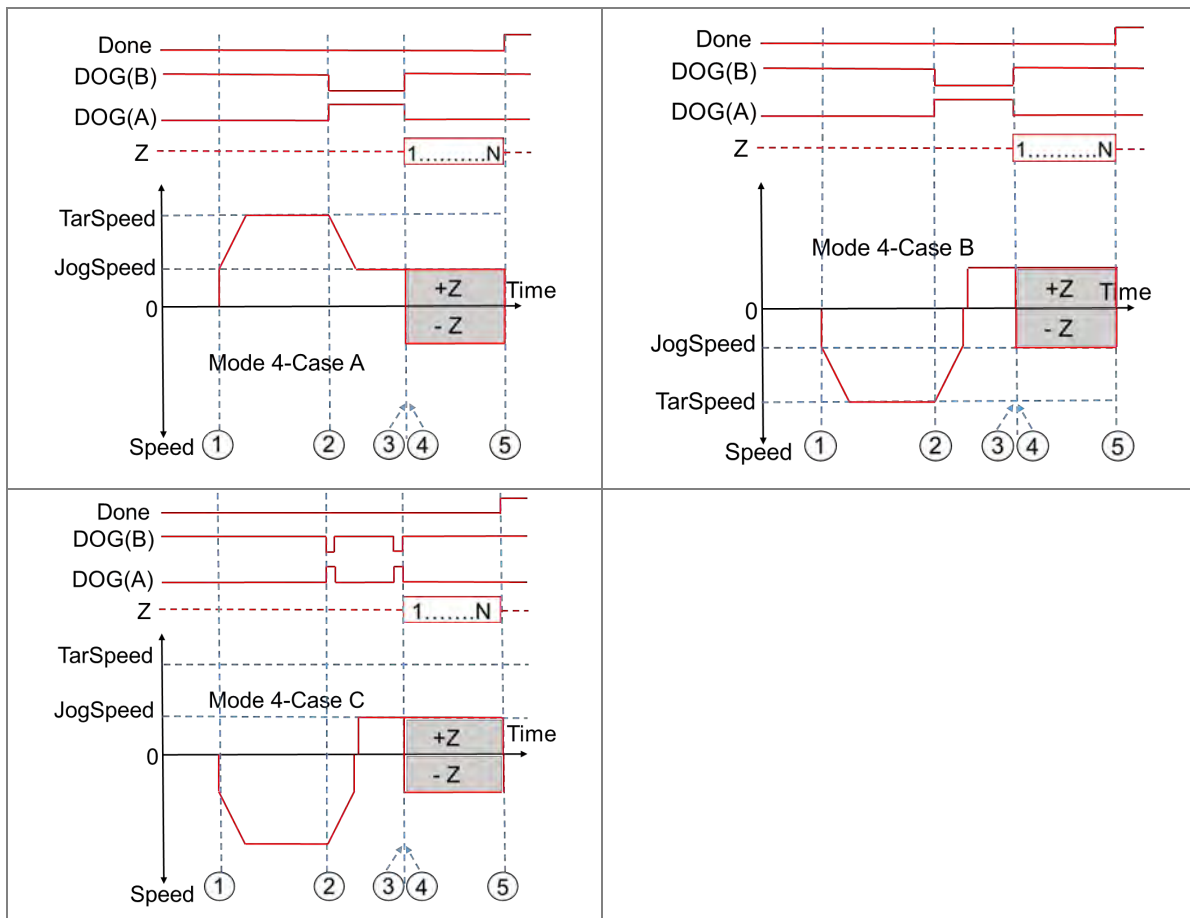 Done
DOG(B)
DOG(A)
Z
1..........N
TarSpeed
JogSpeed
+Z
Time
0
- Z
Mode 4-Case A
Speed
1
2
3
4
5
Done
DOG(B)
DOG(A)
Z
1..........N
Mode 4-Case B
+Z
Time
0
- Z
JogSpeed
TarSpeed
Speed
1
2
3
4
5
Done
DOG(B)
DOG(A)
Z
1.......N
TarSpeed
Mode 4-Case C
JogSpeed
+Z
Time
0
- Z
Speed
1
2
3
4
5